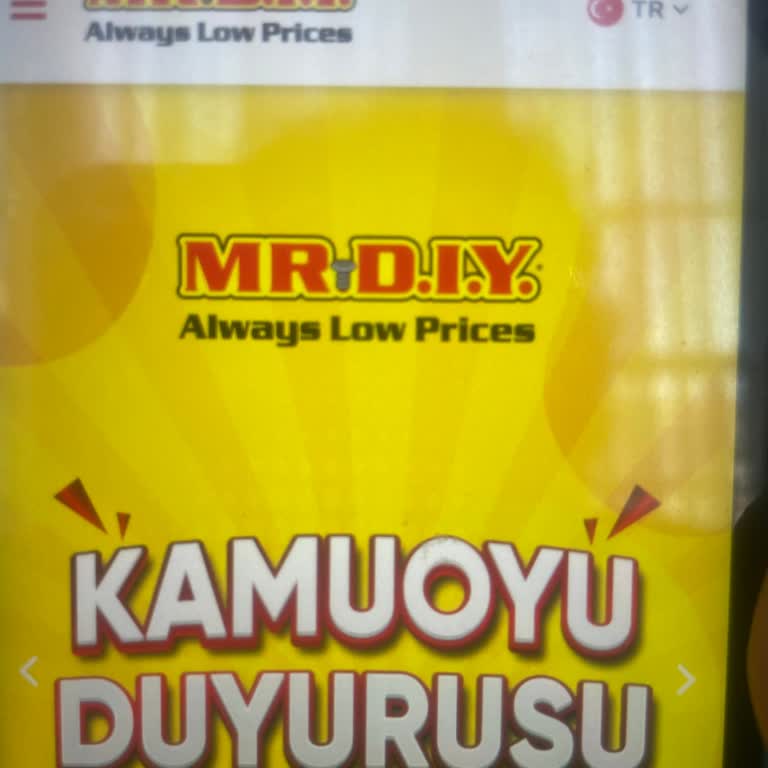 Always Low Prices
TR
MR.D.I.Y.
Always Low Prices
KAMUOYU
DUYURUSU